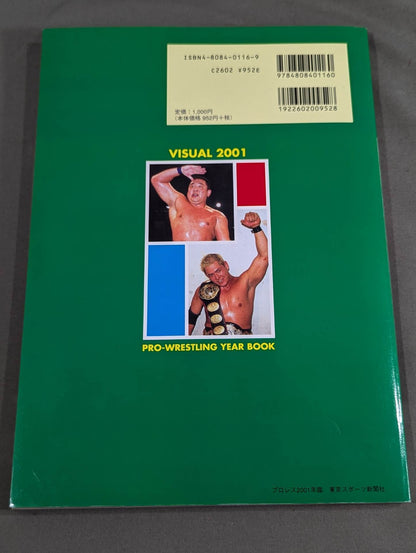 ISBN4-8084-0116-9
C2602 ¥952E
9784808401160
1922602009528
定価：1,000円
（本体価格 952円＋税）
VISUAL 2001
PRO-WRESTLING YEAR BOOK
プロレス2001年鑑 東京スポーツ新聞社